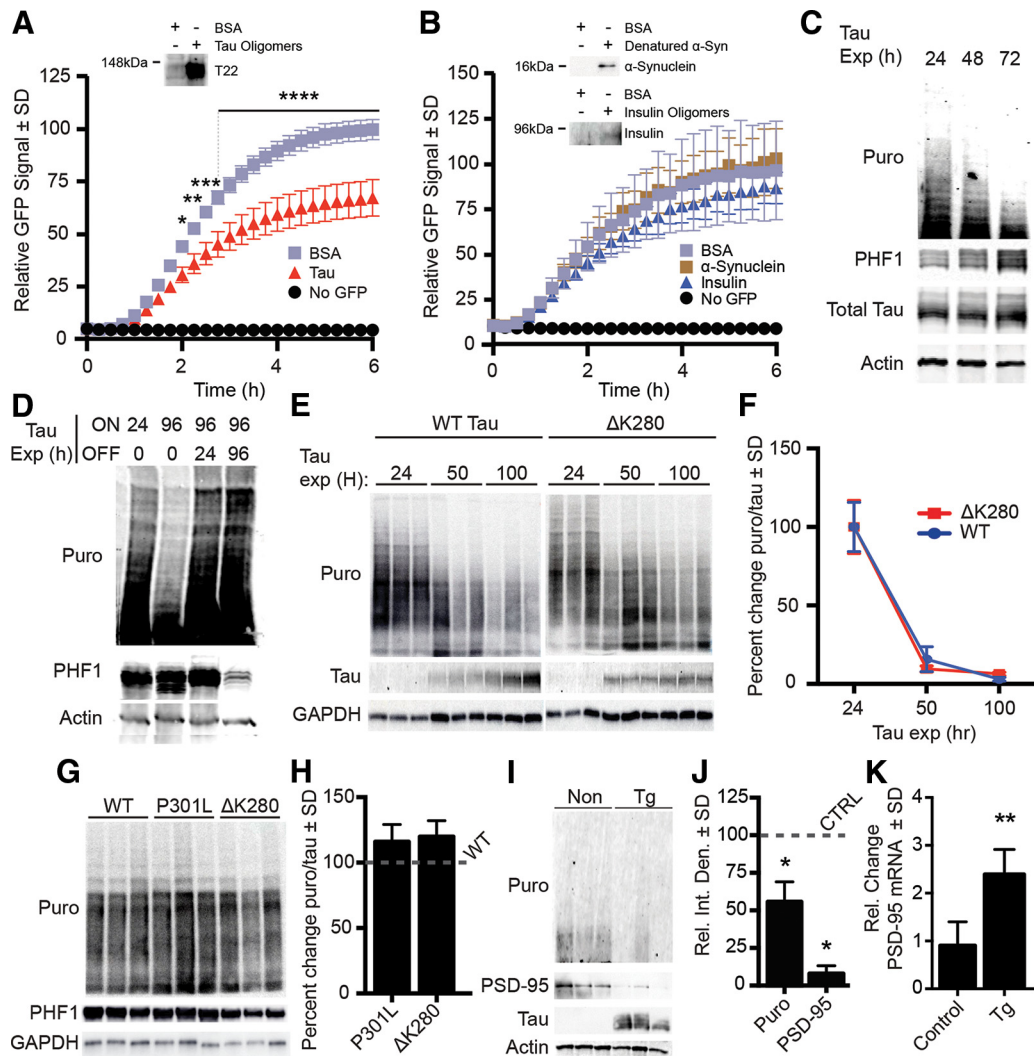 A
+ - BSA
- + Tau Oligomers
148kDa
T22
****
***
**
*
Relative GFP Signal ± SD
125
100
75
50
25
0
BSA
Tau
No GFP
0 2 4 6
Time (h)
B
+ - BSA
- + Denatured α-Syn
16kDa
α-Synuclein
+ - BSA
- + Insulin Oligomers
96kDa
Insulin
Relative GFP Signal ± SD
150
125
100
75
50
25
0
BSA
α-Synuclein
Insulin
No GFP
0 2 4 6
Time (h)
C
Tau
Exp (h) 24 48 72
Puro
PHF1
Total Tau
Actin
D
Tau ON 24 96 96 96
Exp (h) OFF 0 0 24 96
Puro
PHF1
Actin
E
WT Tau ΔK280
Tau
exp (H): 24 50 100 24 50 100
Puro
Tau
GAPDH
F
Percent change puro/tau ± SD
150
100
50
0
ΔK280
WT
24 50 100
Tau exp (hr)
G
WT P301L ΔK280
Puro
PHF1
GAPDH
H
Percent change puro/tau ± SD
150
100
50
0
WT
P301L ΔK280
I
Non Tg
Puro
PSD-95
Tau
Actin
J
Rel. Int. Den. ± SD
125
100
75
50
25
0
CTRL
*
*
Puro PSD-95
K
Rel. Change
PSD-95 mRNA ± SD
4
3
2
1
0
**
Control Tg